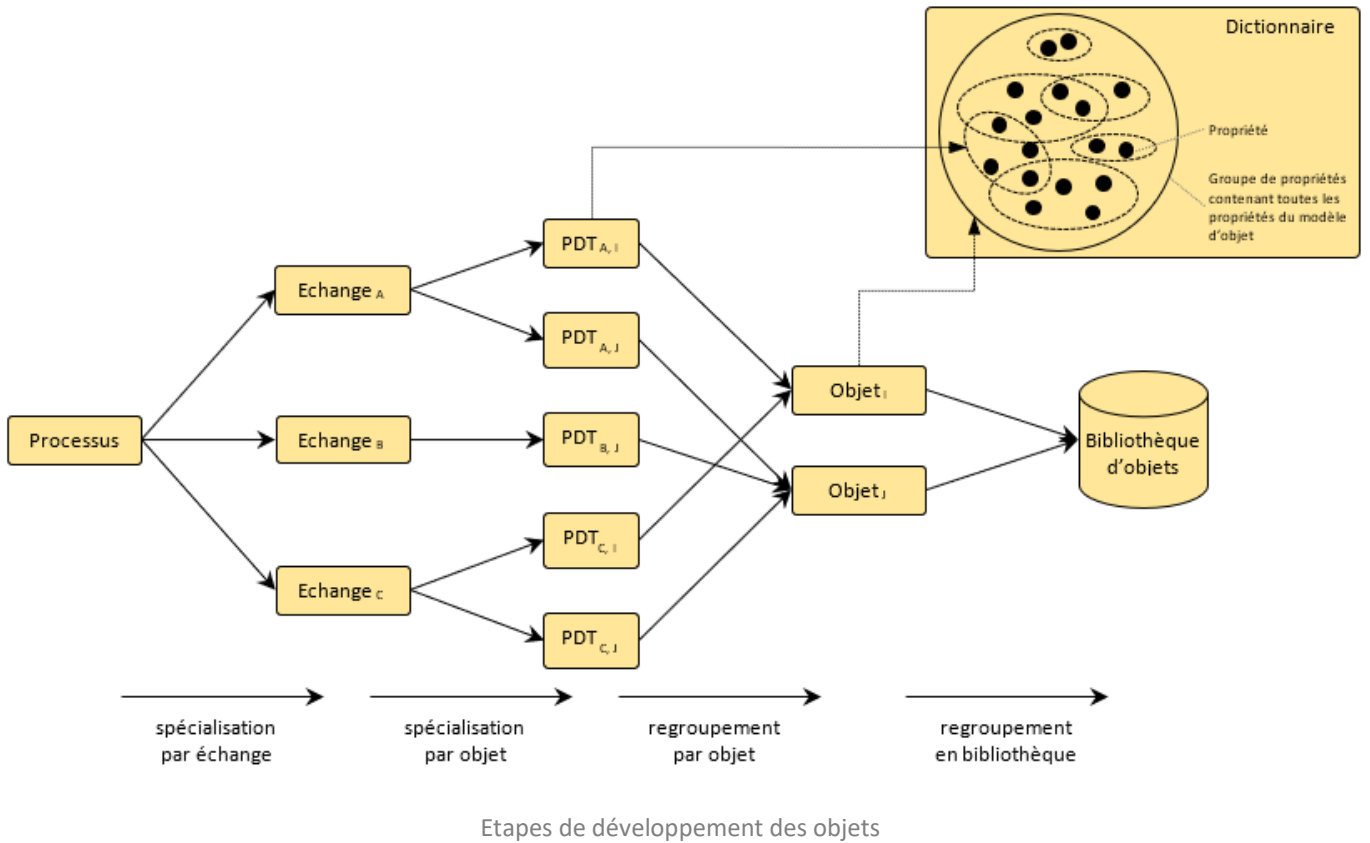 Dictionnaire
Propriété
Groupe de propriétés
contenant toutes les
propriétés du modèle
d'objet
PDT A, I
Echange A
PDT A, J
Objet I
Processus
Echange B
PDT B, J
Bibliothèque
d'objets
Objet J
PDT C, I
Echange C
PDT C, J
spécialisation
par échange
spécialisation
par objet
regroupement
par objet
regroupement
en bibliothèque
Etapes de développement des objets